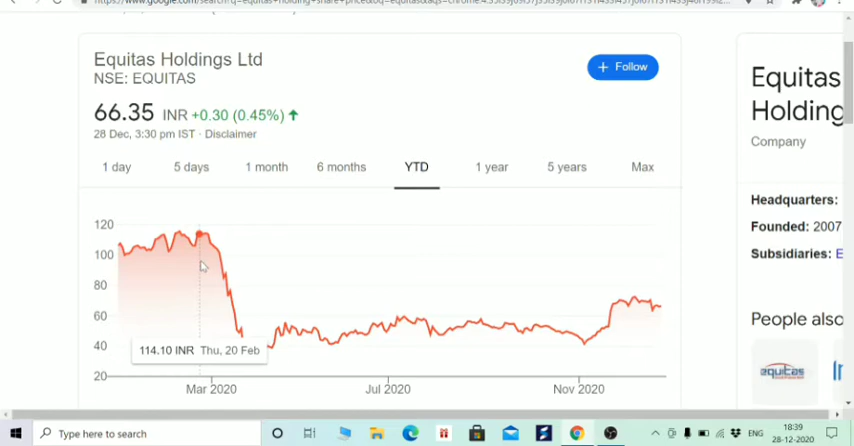 Equitas Holdings Ltd
NSE: EQUITAS
+ Follow
66.35 INR +0.30 (0.45%)
28 Dec, 3:30 pm IST · Disclaimer
1 day 5 days 1 month 6 months YTD 1 year 5 years Max
120
100
80
60
40
20
114.10 INR Thu, 20 Feb
Mar 2020 Jul 2020 Nov 2020
Equitas
Holding
Company
Headquarters:
Founded: 2007
Subsidiaries: E
People also
equitas
Type here to search
ENG
18:39
28-12-2020